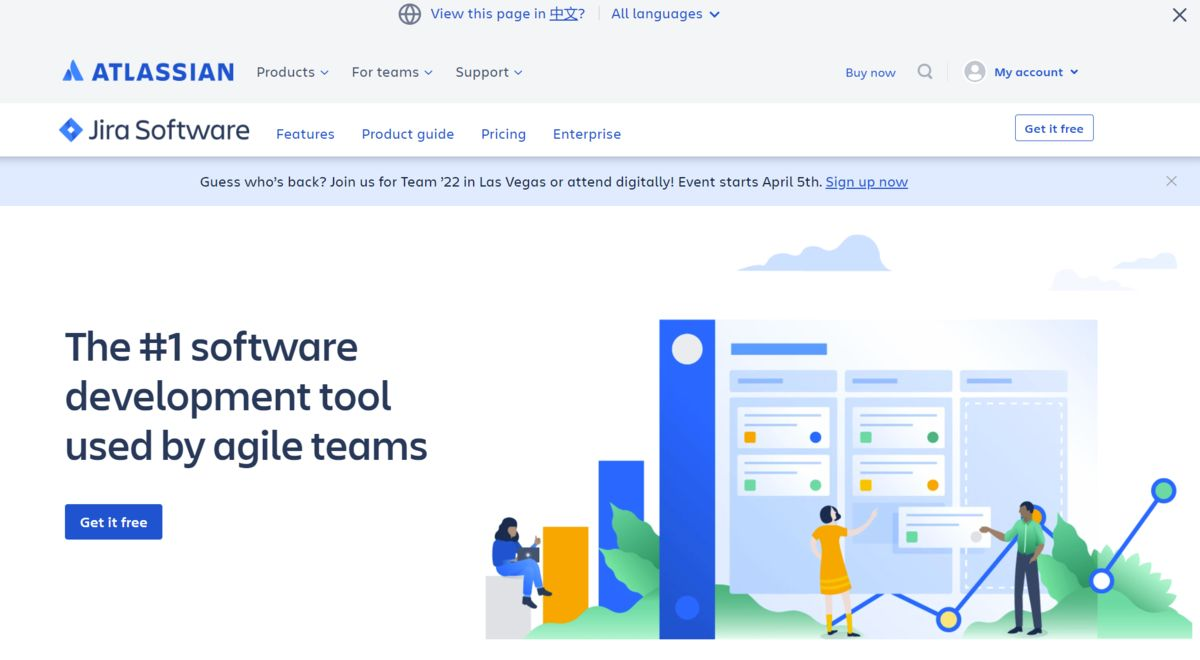 View this page in 中文? All languages
ATLASSIAN Products For teams Support Buy now My account
Jira Software Features Product guide Pricing Enterprise Get it free
Guess who's back? Join us for Team '22 in Las Vegas or attend digitally! Event starts April 5th. Sign up now
The #1 software
development tool
used by agile teams
Get it free